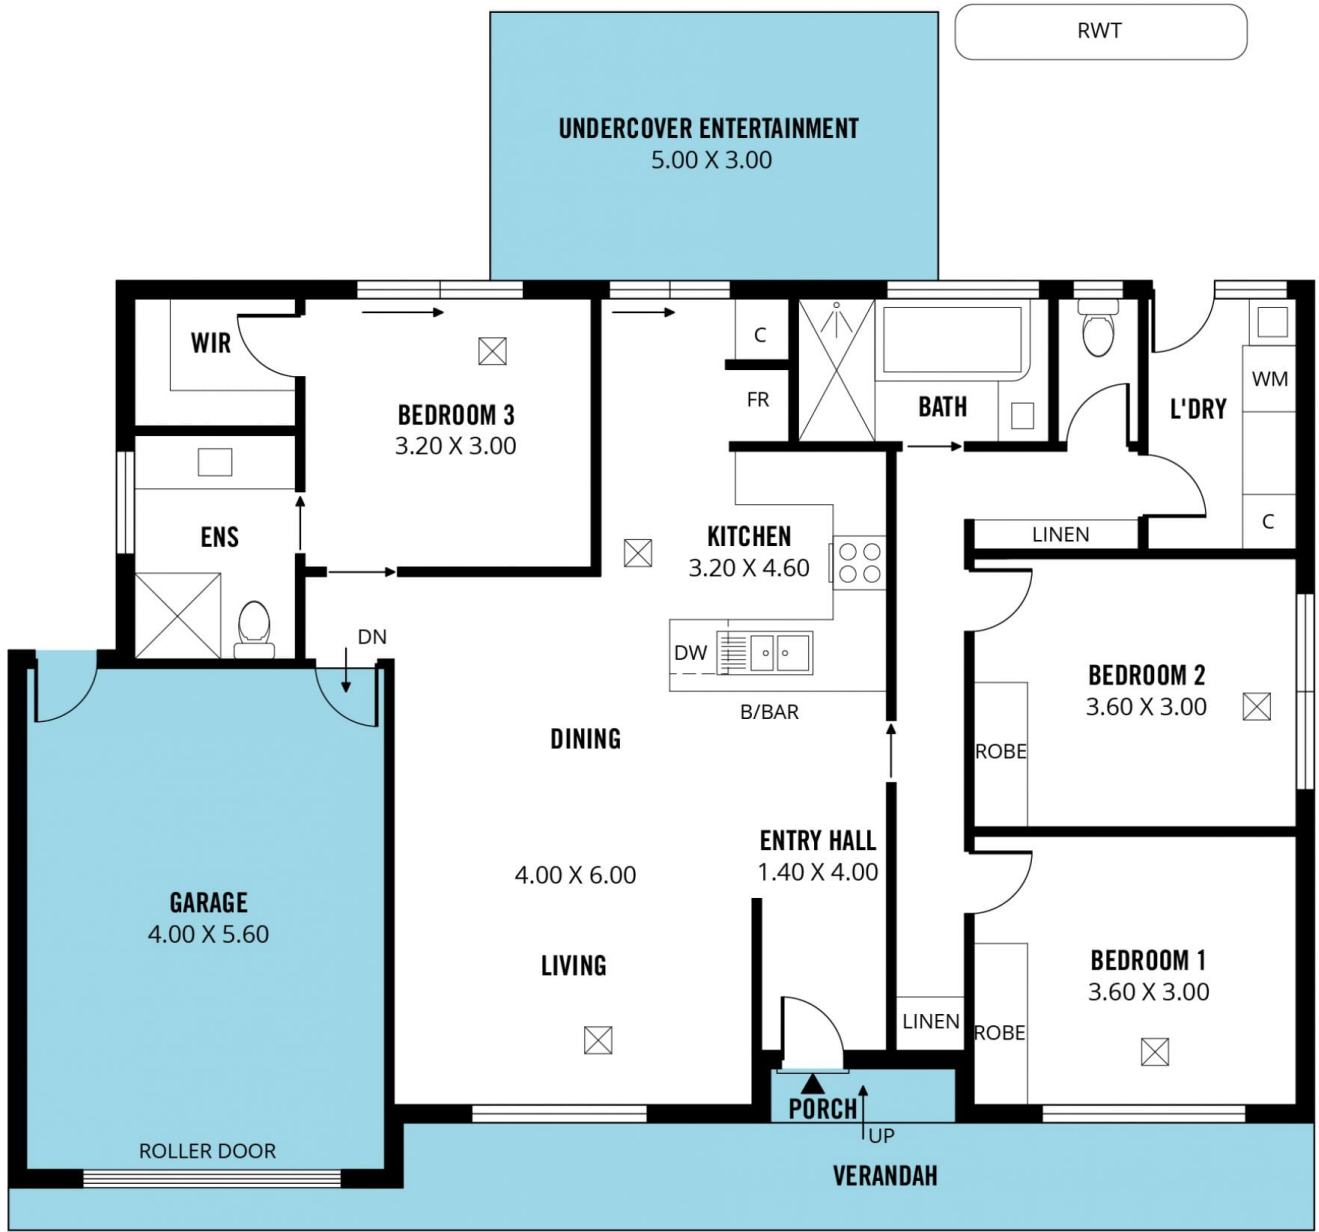 RWT
UNDERCOVER ENTERTAINMENT
5.00 X 3.00
WIR
C
FR
BEDROOM 3
3.20 X 3.00
BATH
WM
L'DRY
ENS
KITCHEN
3.20 X 4.60
LINEN
C
DN
DW
B/BAR
BEDROOM 2
3.60 X 3.00
DINING
ROBE
ENTRY HALL
1.40 X 4.00
4.00 X 6.00
GARAGE
4.00 X 5.60
LIVING
BEDROOM 1
3.60 X 3.00
LINEN
ROBE
PORCH
UP
ROLLER DOOR
VERANDAH